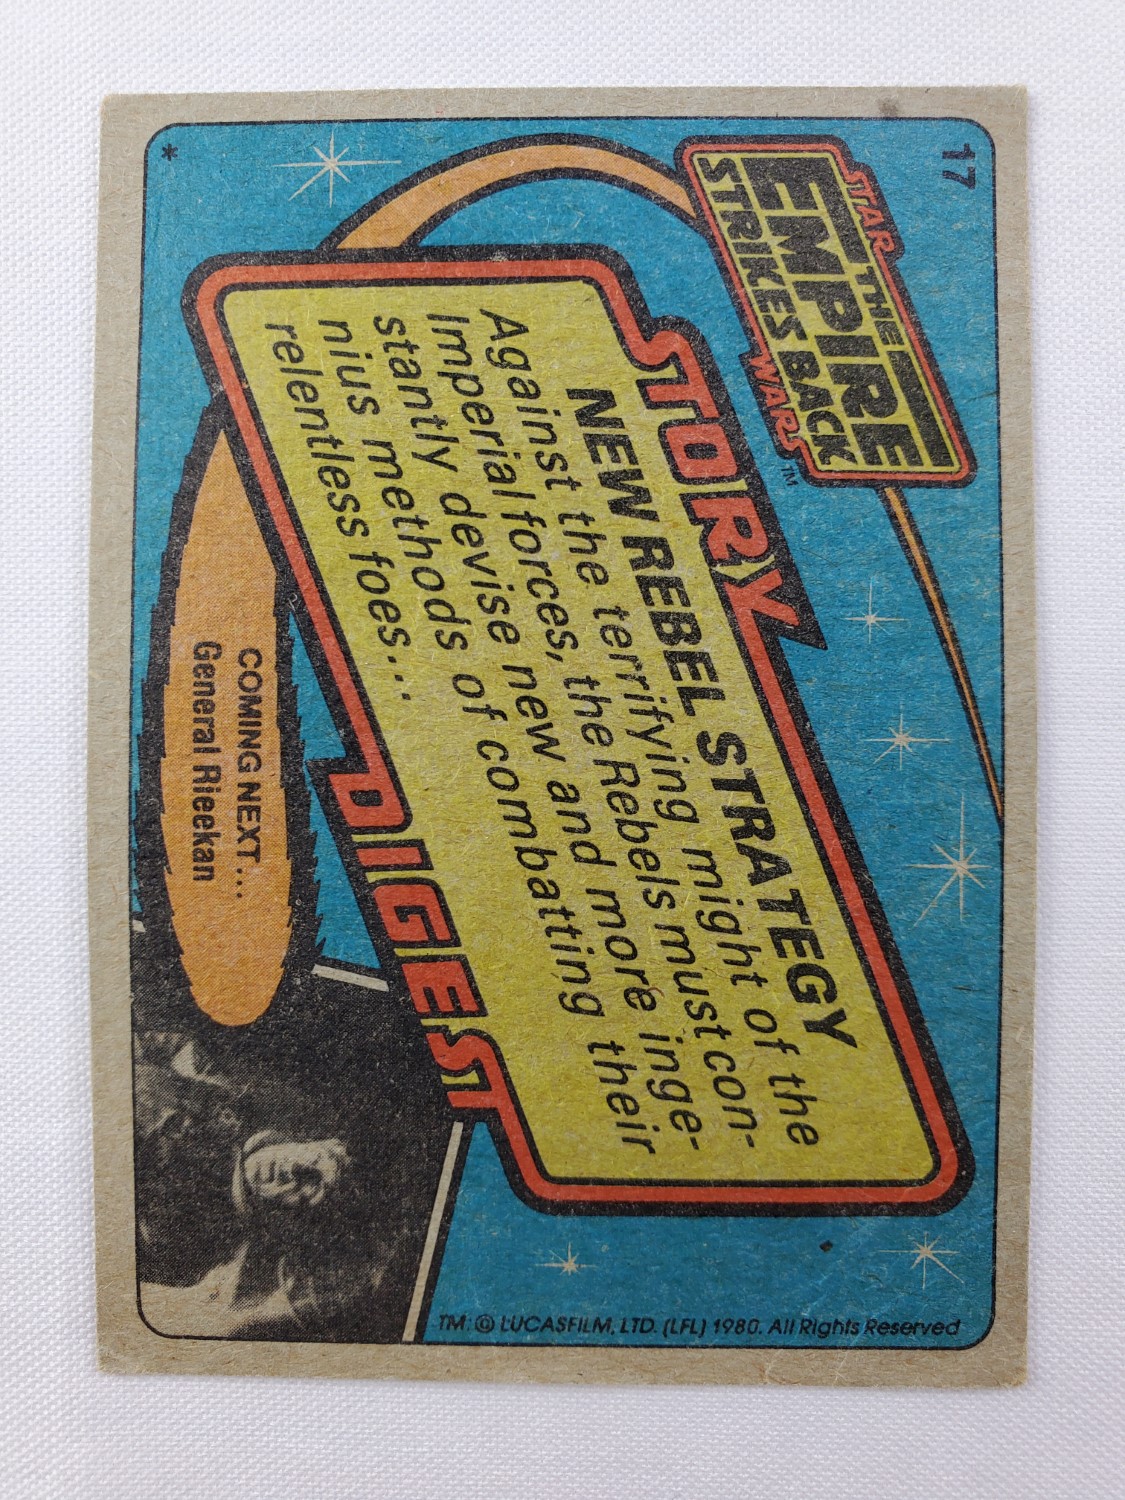 17
STAR
THE
EMPIRE
STRIKES BACK
WARS
TM
STORY
NEW REBEL STRATEGY
Against the terrifying might of the
Imperial forces, the Rebels must con-
stantly devise new and more inge-
nius methods of combatting their
relentless foes...
DIGEST
COMING NEXT...
General Rieekan
*
TM: © LUCASFILM, LTD. (LFL) 1980. All Rights Reserved